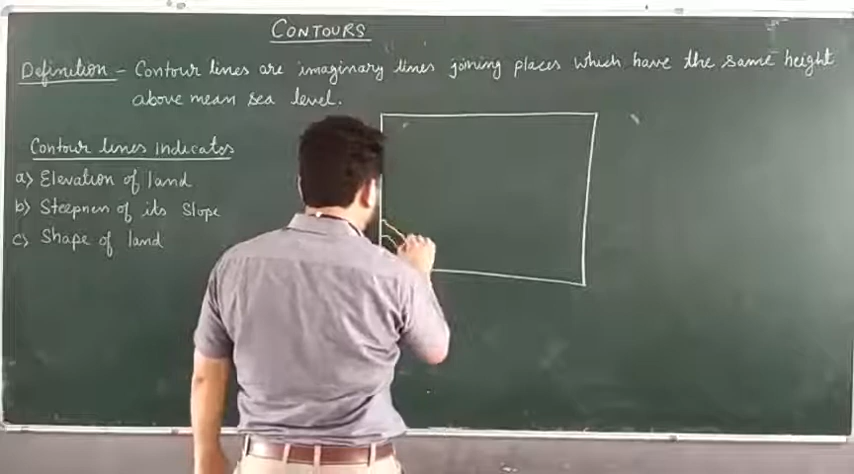 CONTOURS
Definition - Contour lines are imaginary lines joining places which have the same height
above mean sea level.
Contour lines indicates
a) Elevation of land
b) Steepness of its Slope
c) Shape of land